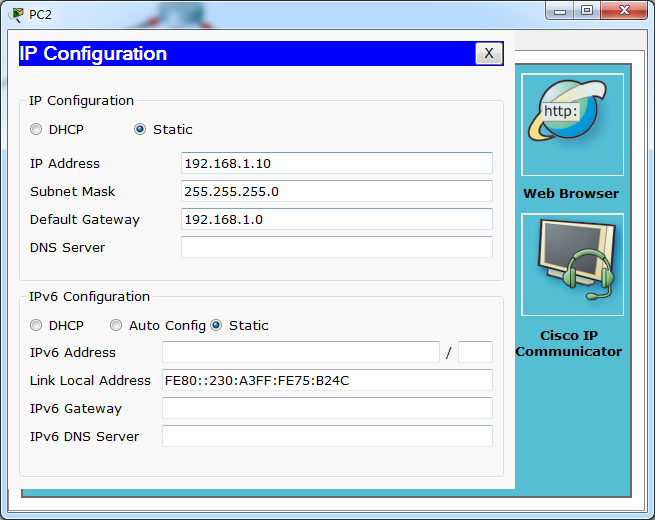 PC2
IP Configuration
X
IP Configuration
DHCP Static
IP Address 192.168.1.10
Subnet Mask 255.255.255.0
Default Gateway 192.168.1.0
DNS Server
IPv6 Configuration
DHCP Auto Config Static
IPv6 Address /
Link Local Address FE80::230:A3FF:FE75:B24C
IPv6 Gateway
IPv6 DNS Server
http:
Web Browser
Cisco IP
Communicator